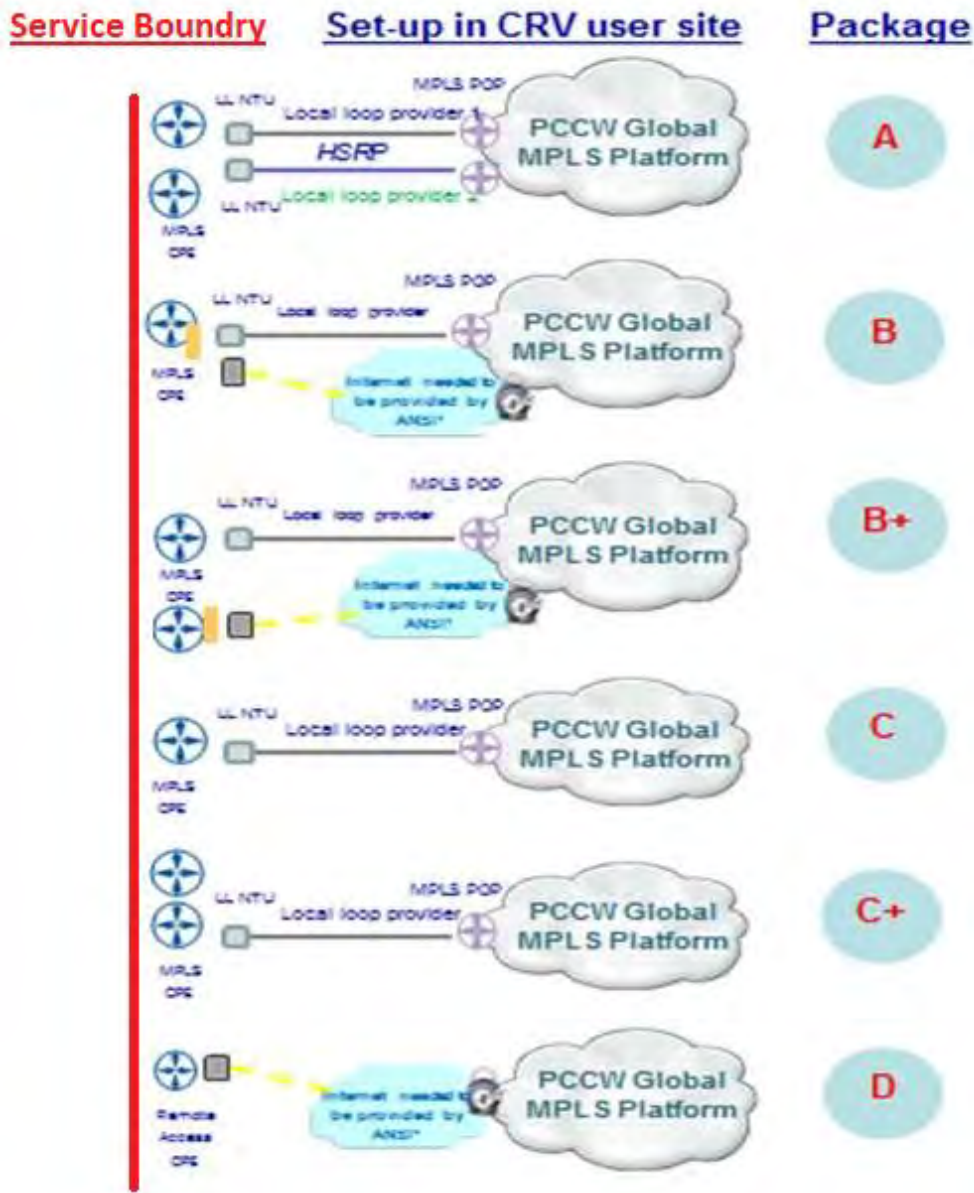 Service Boundry
Set-up in CRV user site
Package
LL NTU
MPLS POP
Local loop provider 1
HSRP
Local loop provider 2
LL NTU
MPLS
CPE
PCCW Global
MPLS Platform
A
LL NTU
MPLS POP
Local loop provider
MPLS
CPE
Internet needed to
be provided by
ANSI*
PCCW Global
MPLS Platform
B
LL NTU
MPLS POP
Local loop provider
MPLS
CPE
Internet needed to
be provided by
ANSI*
PCCW Global
MPLS Platform
B+
LL NTU
MPLS POP
Local loop provider
MPLS
CPE
PCCW Global
MPLS Platform
C
LL NTU
MPLS POP
Local loop provider
MPLS
CPE
PCCW Global
MPLS Platform
C+
Remote
Access
CPE
Internet needed to
be provided by
ANSI*
PCCW Global
MPLS Platform
D